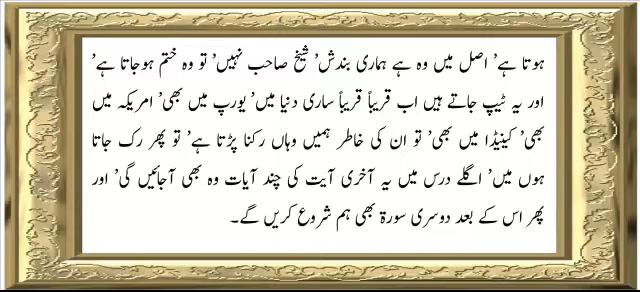 ہوتا ہے’ اصل میں وہ ہے ہماری بندش’ شیخ صاحب نہیں’ تو وہ ختم ہوجاتا ہے’
اور یہ ٹیپ جاتے ہیں اب قریباً قریباً ساری دنیا میں’ یورپ میں بھی’ امریکہ میں
بھی’ کینیڈا میں بھی’ تو ان کی خاطر ہمیں وہاں رکنا پڑتا ہے’ تو پھر رک جاتا
ہوں میں’ اگلے درس میں یہ آخری آیت کی چند آیات وہ بھی آجائیں گی’ اور
پھر اس کے بعد دوسری سورۃ بھی ہم شروع کریں گے۔